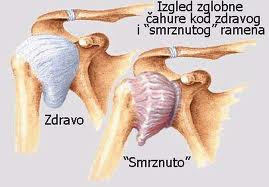 Izgled zglobne
čahure kod zdravog
i “smrznutog” ramena
Zdravo
“Smrznuto”